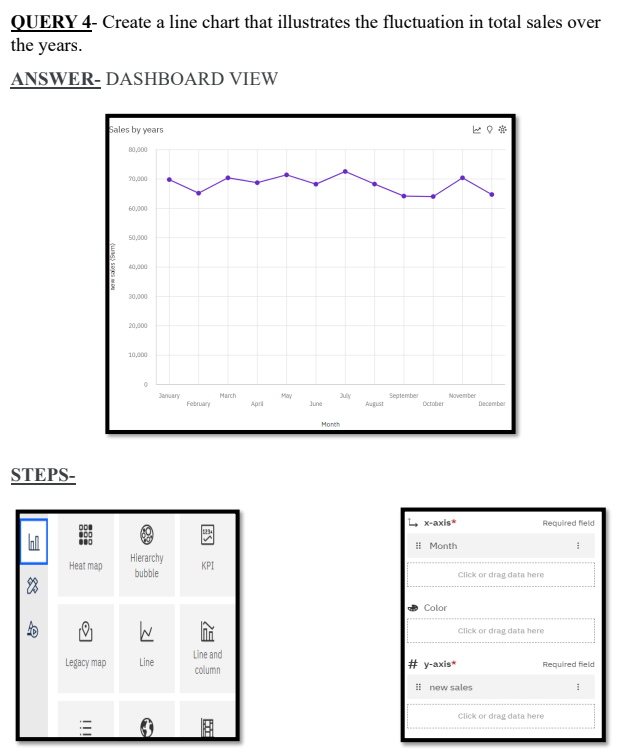 QUERY 4- Create a line chart that illustrates the fluctuation in total sales over
the years.
ANSWER- DASHBOARD VIEW
Sales by years
80,000
70,000
60,000
50,000
40,000
30,000
20,000
10,000
0
new sales (Sum)
January
February
March
April
May
June
July
August
September
October
November
December
Month
STEPS-
Heat map
Hierarchy
bubble
KPI
Legacy map
Line
Line and
column
x-axis* Required field
Month
Click or drag data here
Color
Click or drag data here
# y-axis* Required field
new sales
Click or drag data here